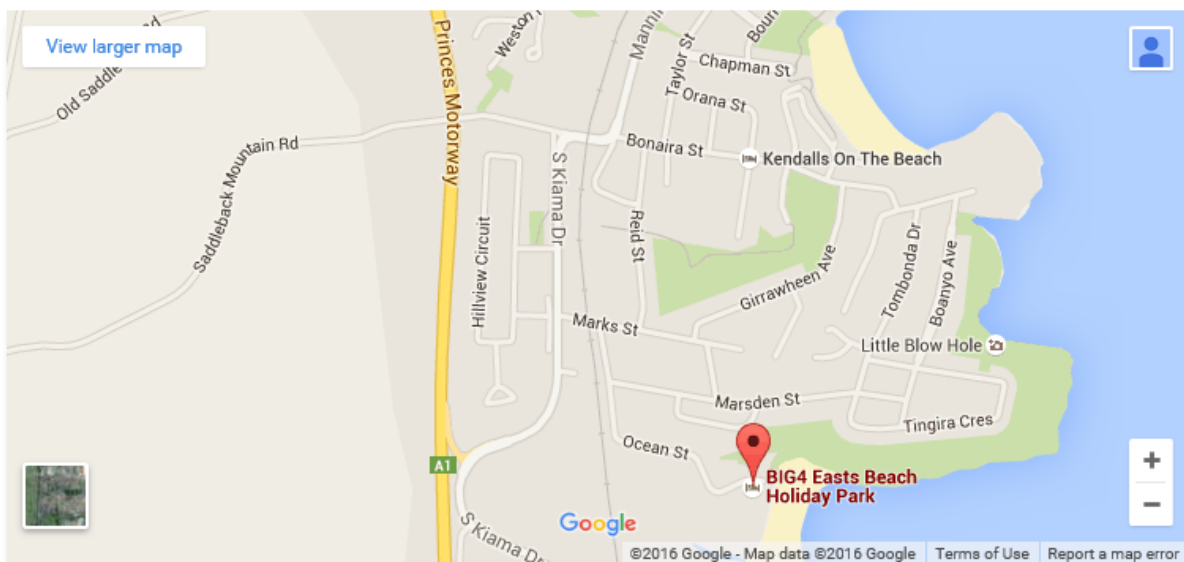 View larger map
Old Saddle
Rd
Princes Motorway
Weston
Mannin
Taylor St
Boun
Chapman St
Orana St
Saddleback Mountain Rd
Bonaira St
Kendalls On The Beach
S Kiama Dr
Reid St
Hillview Circuit
Girrawheen Ave
Tombonda Dr
Boanyo Ave
Marks St
Little Blow Hole
Marsden St
Tingira Cres
Ocean St
A1
BIG4 Easts Beach
Holiday Park
S Kiama Dr
Google
+
−
©2016 Google - Map data ©2016 Google
Terms of Use
Report a map error